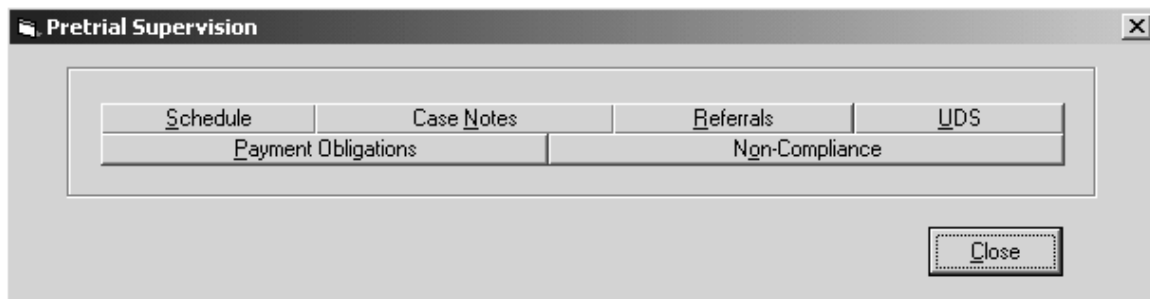 Pretrial Supervision
Schedule Case Notes Referrals UDS
Payment Obligations Non-Compliance
Close